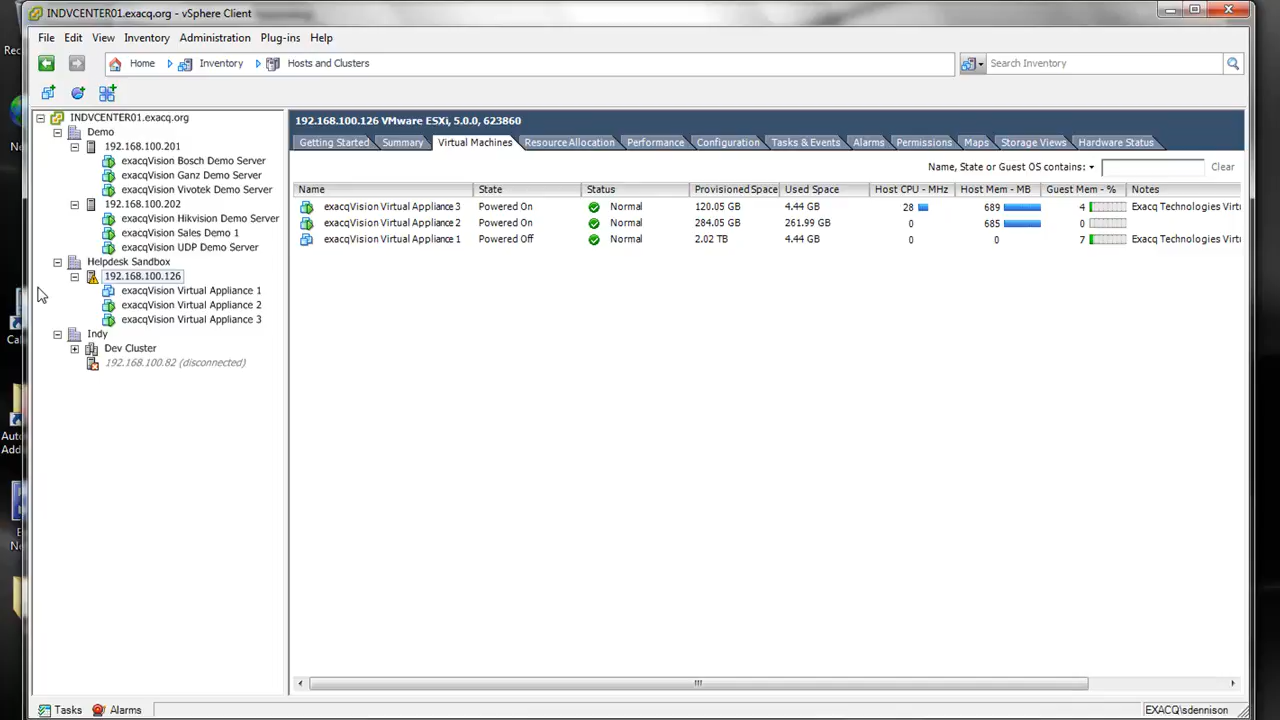 INDVCENTER01.exacq.org - vSphere Client
File Edit View Inventory Administration Plug-ins Help
Home Inventory Hosts and Clusters Search Inventory
INDVCENTER01.exacq.org
Demo
192.168.100.201
exacqVision Bosch Demo Server
exacqVision Ganz Demo Server
exacqVision Vivotek Demo Server
192.168.100.202
exacqVision Hikvision Demo Server
exacqVision Sales Demo 1
exacqVision UDP Demo Server
Helpdesk Sandbox
192.168.100.126
exacqVision Virtual Appliance 1
exacqVision Virtual Appliance 2
exacqVision Virtual Appliance 3
Indy
Dev Cluster
192.168.100.82 (disconnected)
192.168.100.126 VMware ESXi, 5.0.0, 623860
Getting Started Summary Virtual Machines Resource Allocation Performance Configuration Tasks & Events Alarms Permissions Maps Storage Views Hardware Status
Name, State or Guest OS contains: Clear
Name State Status Provisioned Space Used Space Host CPU - MHz Host Mem - MB Guest Mem - % Notes
exacqVision Virtual Appliance 3 Powered On Normal 120.05 GB 4.44 GB 28 689 4 Exacq Technologies Virtu
exacqVision Virtual Appliance 2 Powered On Normal 284.05 GB 261.99 GB 0 685 0
exacqVision Virtual Appliance 1 Powered Off Normal 2.02 TB 4.44 GB 0 0 7 Exacq Technologies Virtu
Tasks Alarms EXACQ\sdennison